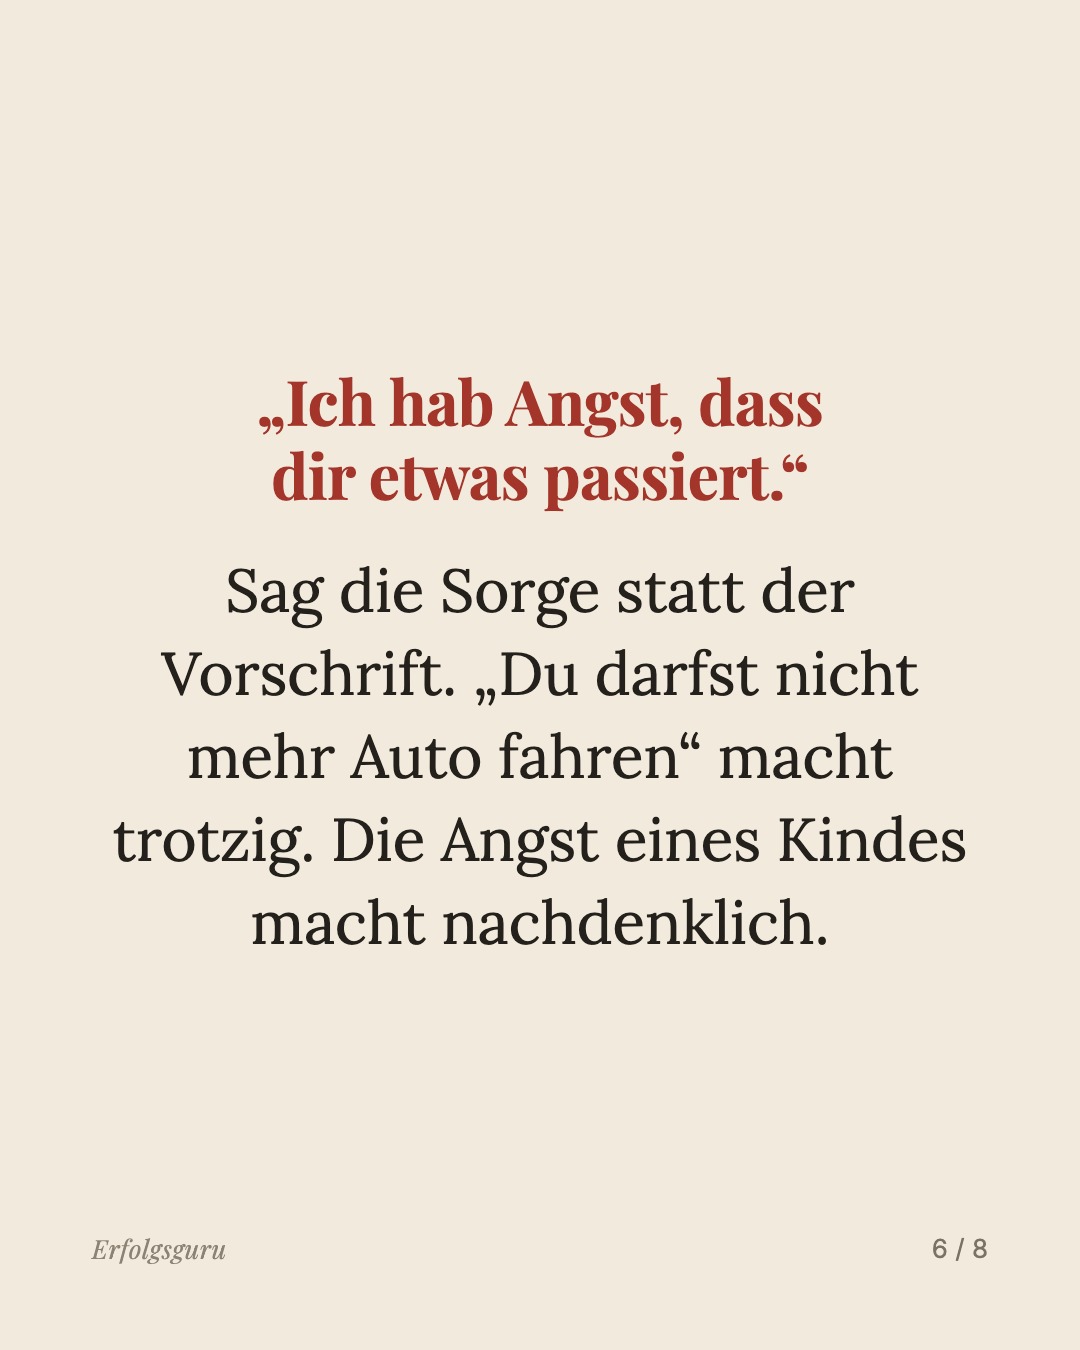 „Ich hab Angst, dass
dir etwas passiert.“
Sag die Sorge statt der
Vorschrift. „Du darfst nicht
mehr Auto fahren“ macht
trotzig. Die Angst eines Kindes
macht nachdenklich.
Erfolgsguru
6 / 8